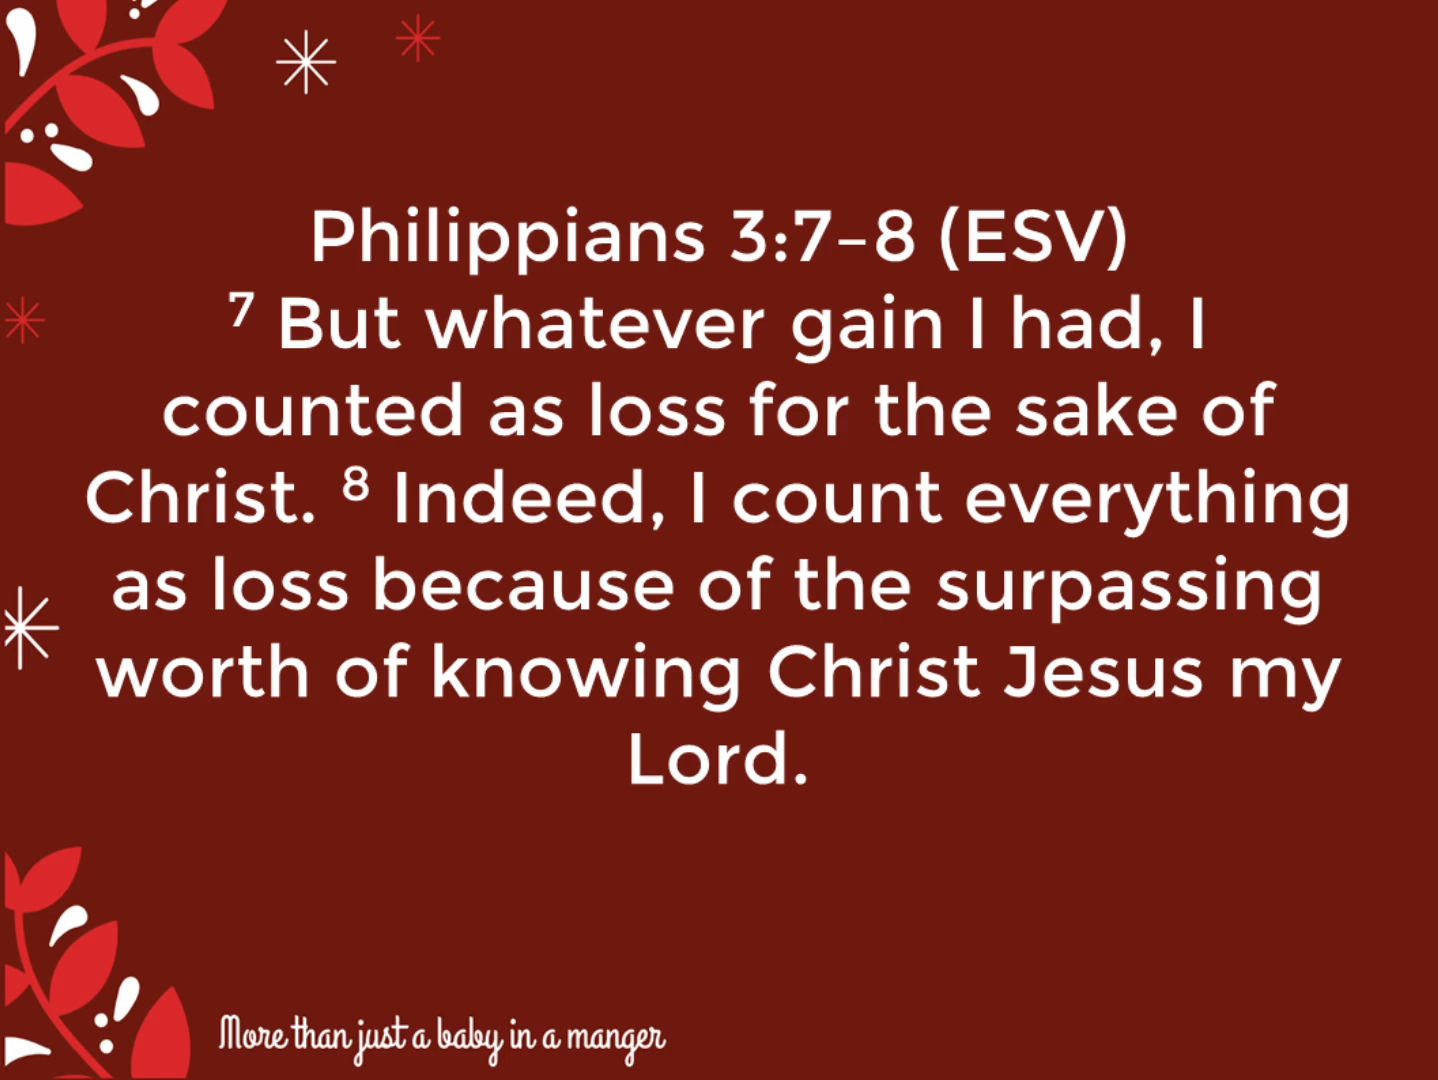 Philippians 3:7–8 (ESV)
⁷ But whatever gain I had, I
counted as loss for the sake of
Christ. ⁸ Indeed, I count everything
as loss because of the surpassing
worth of knowing Christ Jesus my
Lord.
More than just a baby in a manger